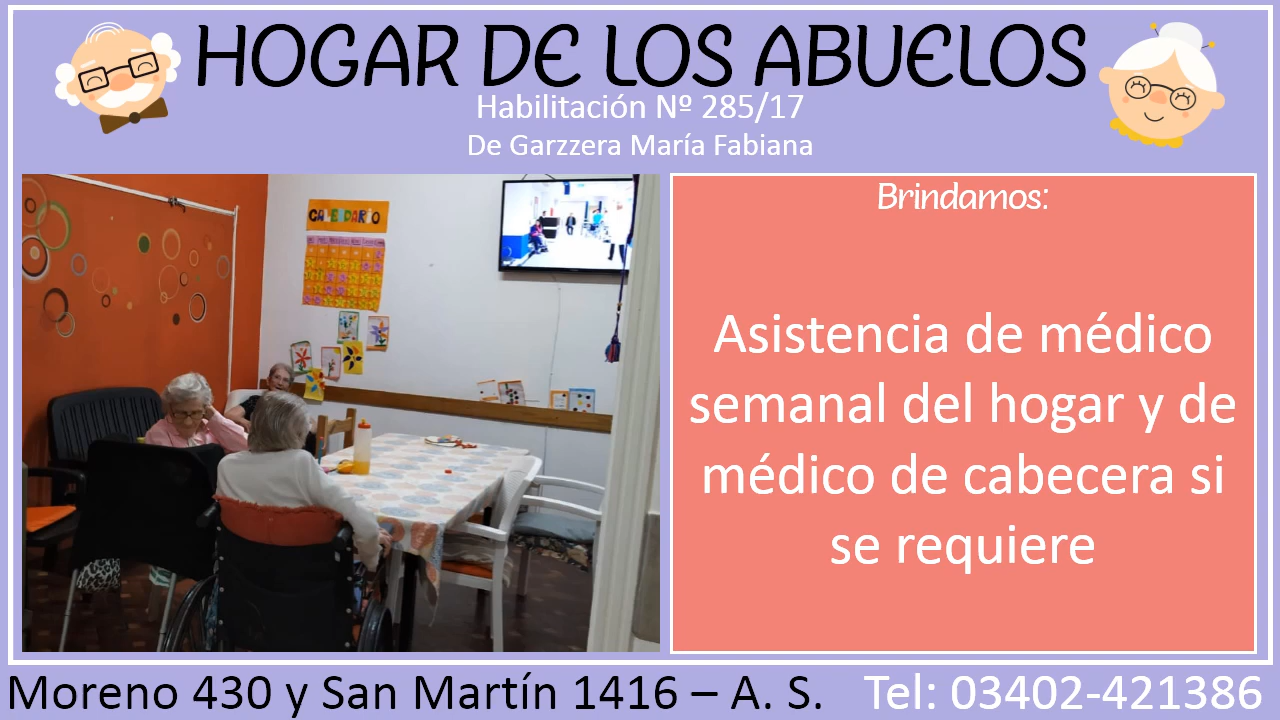 HOGAR DE LOS ABUELOS
Habilitación Nº 285/17
De Garzzera María Fabiana
CALENDARIO
Brindamos:
Asistencia de médico
semanal del hogar y de
médico de cabecera si
se requiere
Moreno 430 y San Martín 1416 – A. S. Tel: 03402-421386